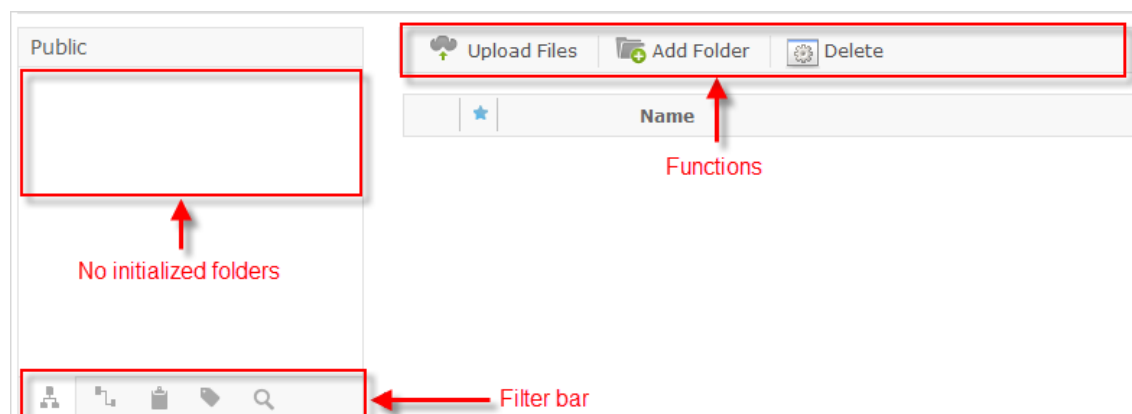 Public
Upload Files
Add Folder
Delete
Name
Functions
No initialized folders
Filter bar